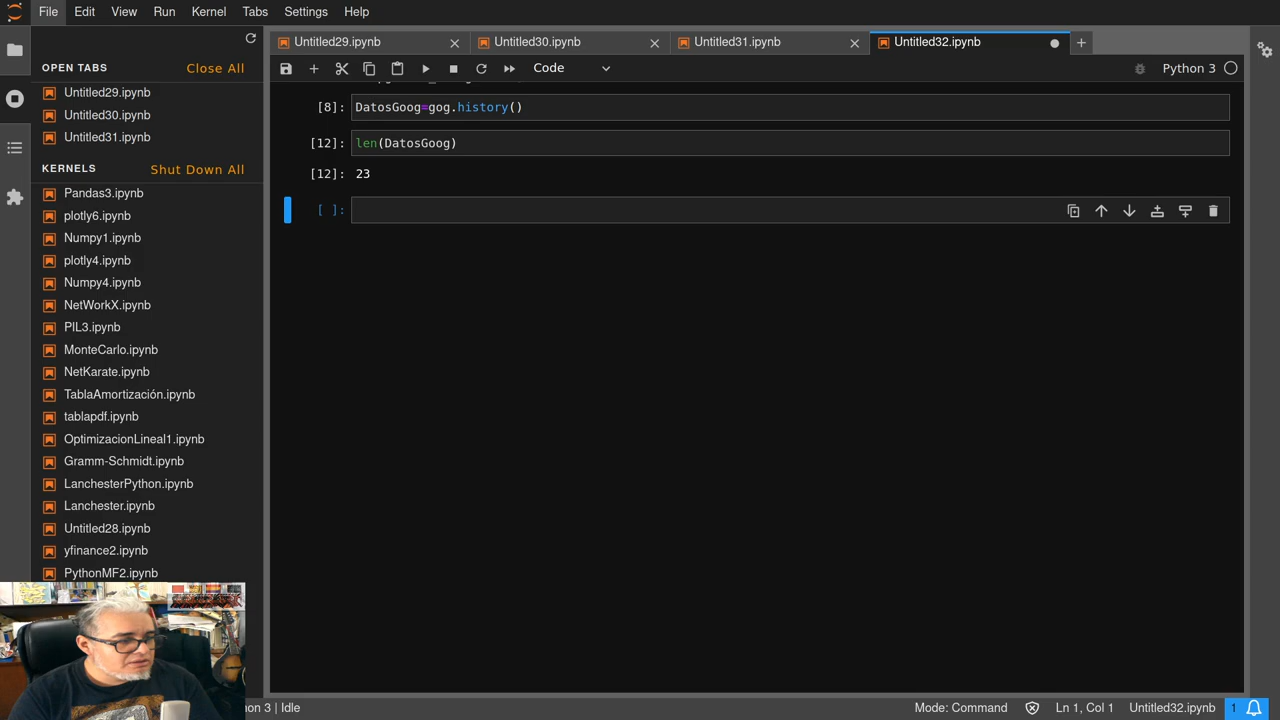 File Edit View Run Kernel Tabs Settings Help
Untitled29.ipynb
Untitled30.ipynb
Untitled31.ipynb
Untitled32.ipynb
OPEN TABS
Close All
Untitled29.ipynb
Untitled30.ipynb
Untitled31.ipynb
KERNELS
Shut Down All
Pandas3.ipynb
plotly6.ipynb
Numpy1.ipynb
plotly4.ipynb
Numpy4.ipynb
NetWorkX.ipynb
PIL3.ipynb
MonteCarlo.ipynb
NetKarate.ipynb
TablaAmortización.ipynb
tablapdf.ipynb
OptimizacionLineal1.ipynb
Gramm-Schmidt.ipynb
LanchesterPython.ipynb
Lanchester.ipynb
Untitled28.ipynb
yfinance2.ipynb
PythonMF2.ipynb
Code
Python 3
[8]: DatosGoog=gog.history()
[12]: len(DatosGoog)
[12]: 23
[ ]:
on 3 | Idle
Mode: Command
Ln 1, Col 1
Untitled32.ipynb
1